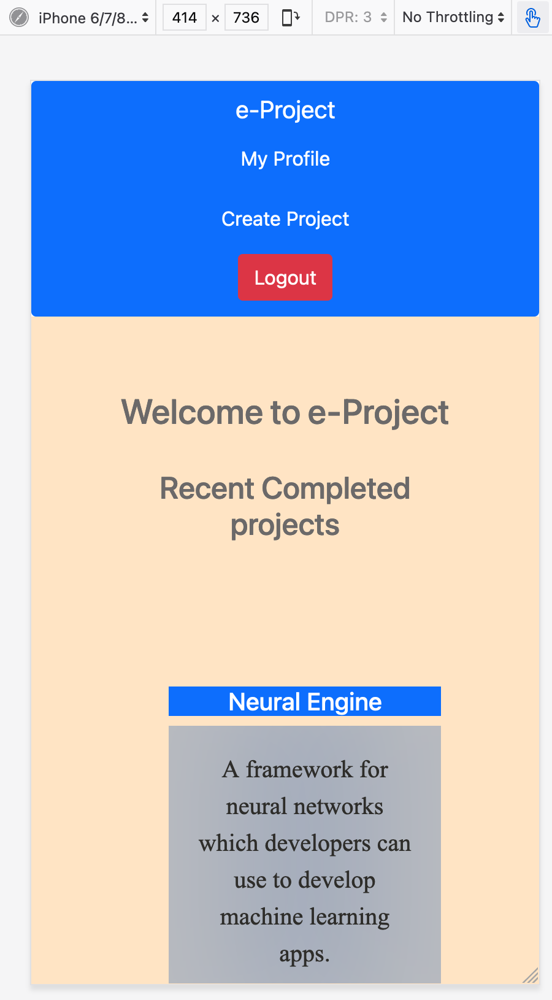 iPhone 6/7/8... 414 × 736 DPR: 3 No Throttling
e-Project
My Profile
Create Project
Logout
Welcome to e-Project
Recent Completed
projects
Neural Engine
A framework for
neural networks
which developers can
use to develop
machine learning
apps.